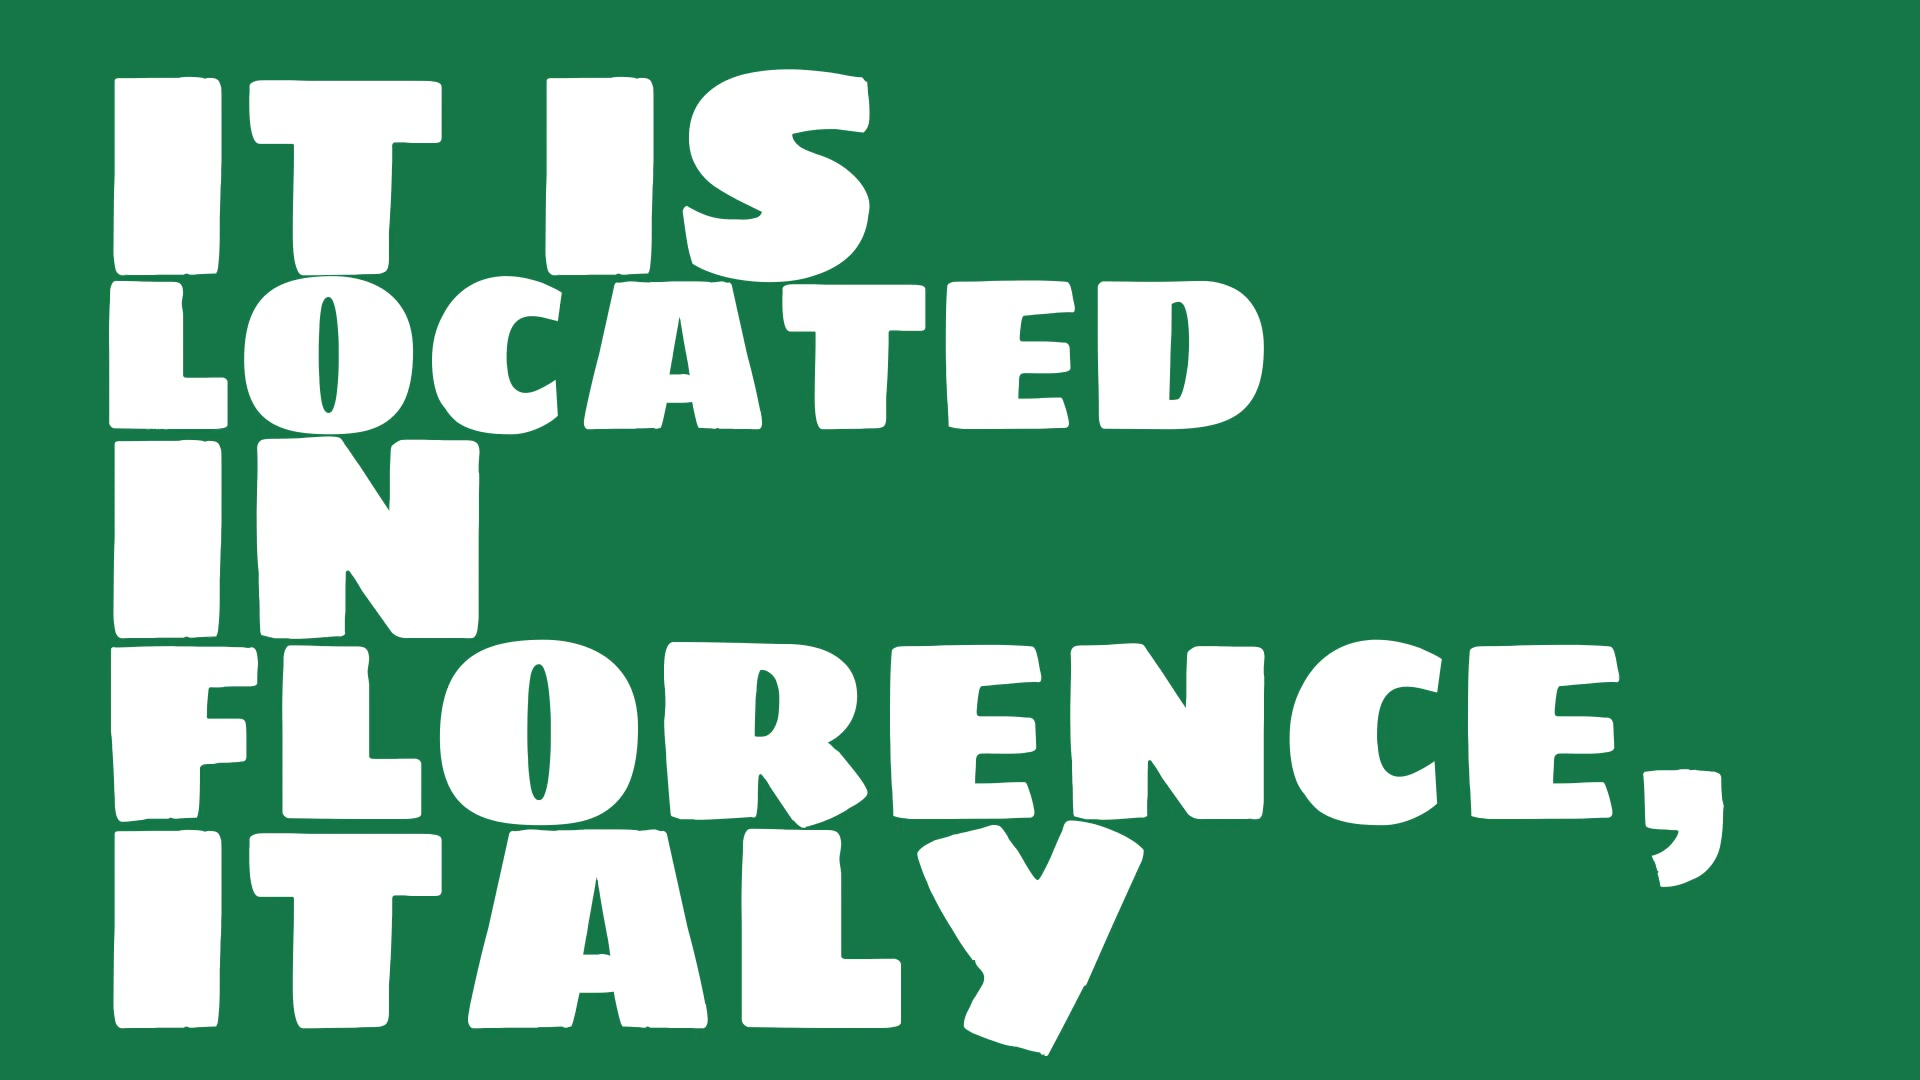 IT IS
LOCATED
IN
FLORENCE,
ITALY